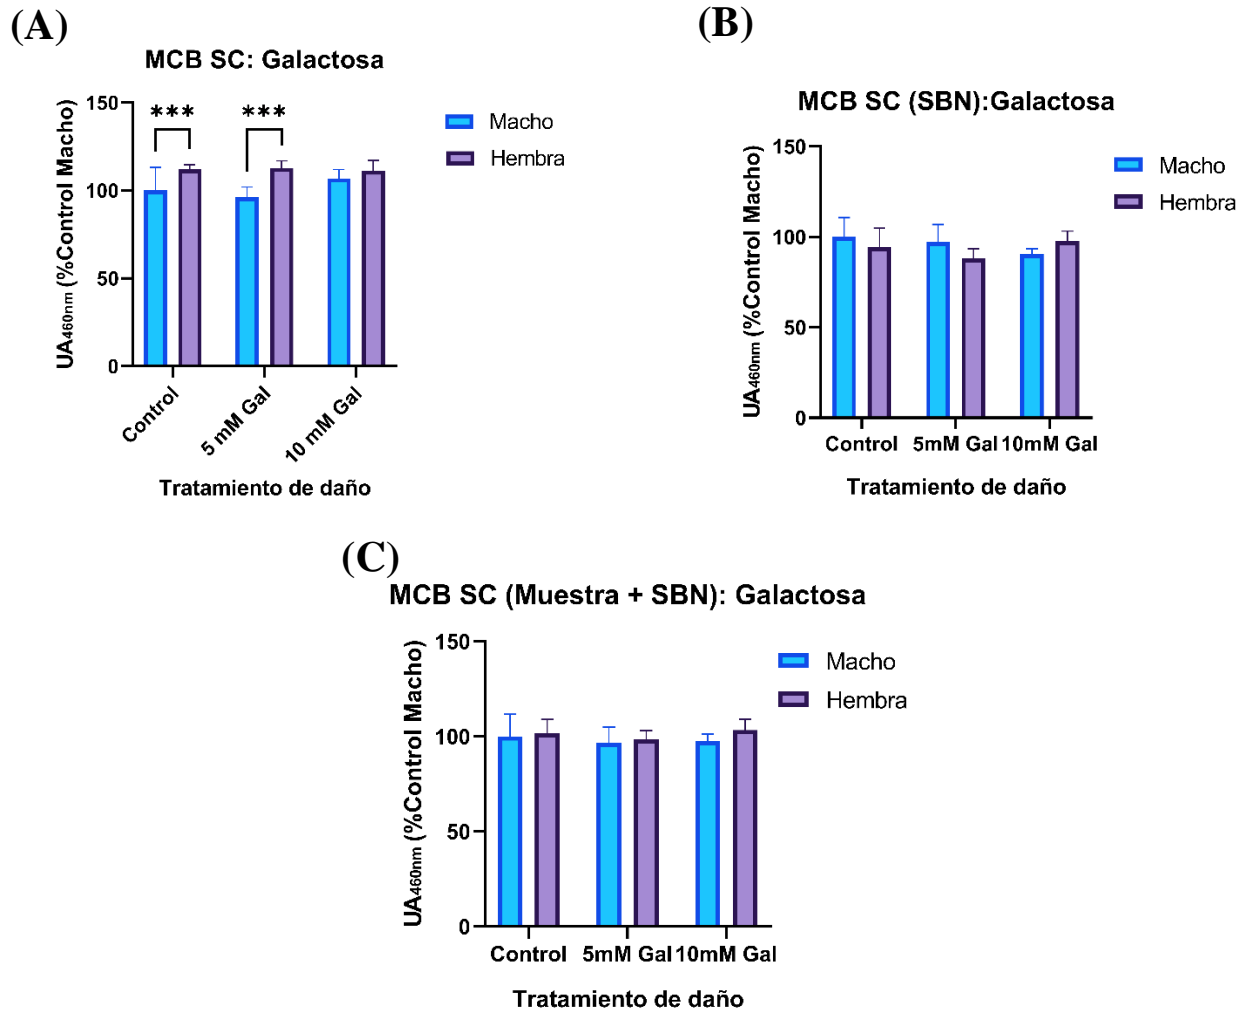 (A)
MCB SC: Galactosa
*** ***
150
100
50
0
UA460nm (%Control Macho)
Control
5 mM Gal
10 mM Gal
Tratamiento de daño
Macho
Hembra
(B)
MCB SC (SBN):Galactosa
150
100
50
0
UA460nm (%Control Macho)
Control 5mM Gal 10mM Gal
Tratamiento de daño
Macho
Hembra
(C)
MCB SC (Muestra + SBN): Galactosa
150
100
50
0
UA460nm (%Control Macho)
Control 5mM Gal 10mM Gal
Tratamiento de daño
Macho
Hembra